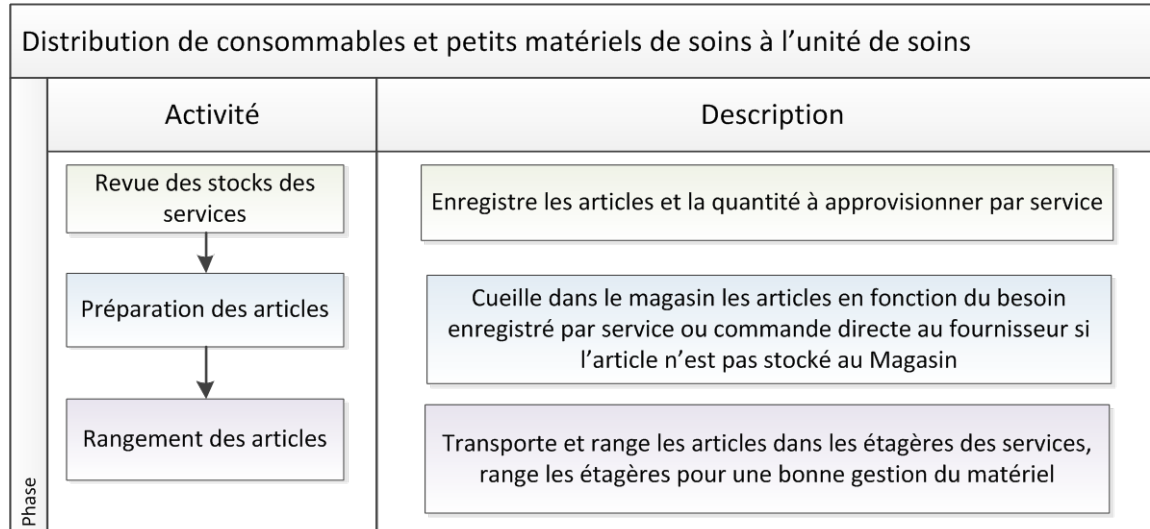 Distribution de consommables et petits matériels de soins à l’unité de soins
Activité
Description
Revue des stocks des
services
Enregistre les articles et la quantité à approvisionner par service
Préparation des articles
Cueille dans le magasin les articles en fonction du besoin
enregistré par service ou commande directe au fournisseur si
l’article n’est pas stocké au Magasin
Rangement des articles
Transporte et range les articles dans les étagères des services,
range les étagères pour une bonne gestion du matériel
Phase